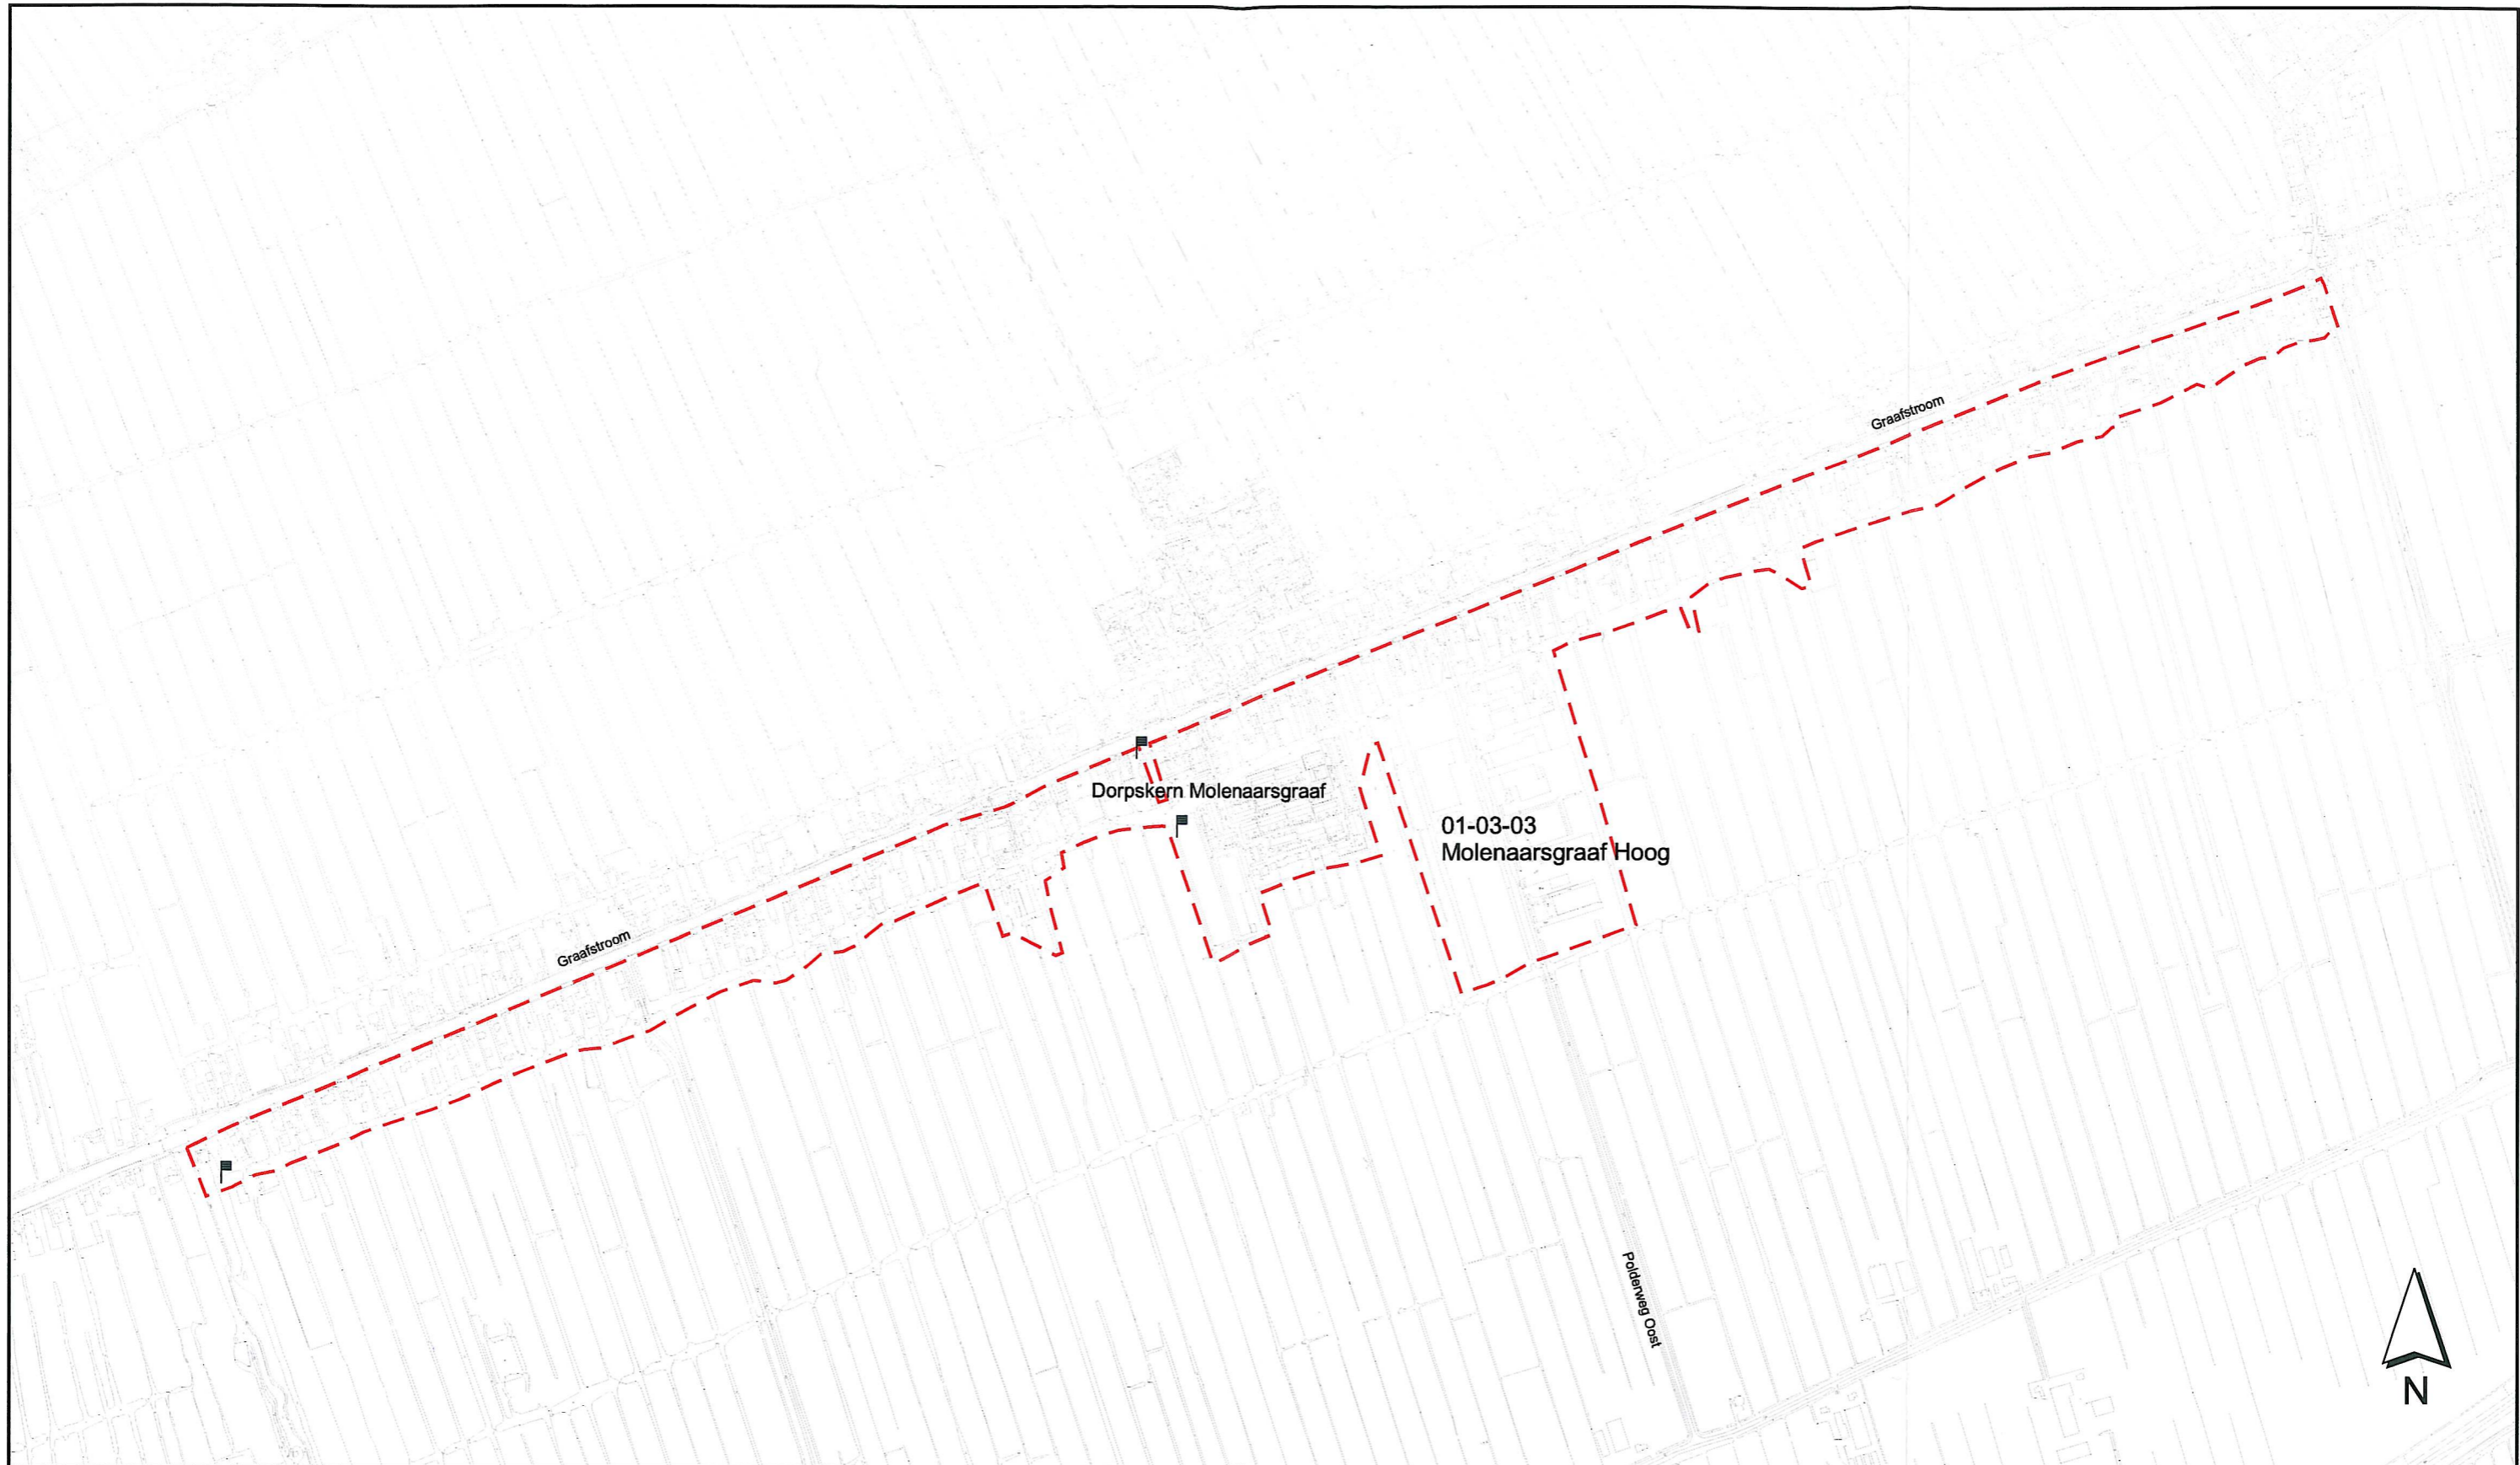 Graafstroom
Dorpskern Molenaarsgraaf
01-03-03
Molenaarsgraaf Hoog
Graafstroom
Polderweg Oost
N